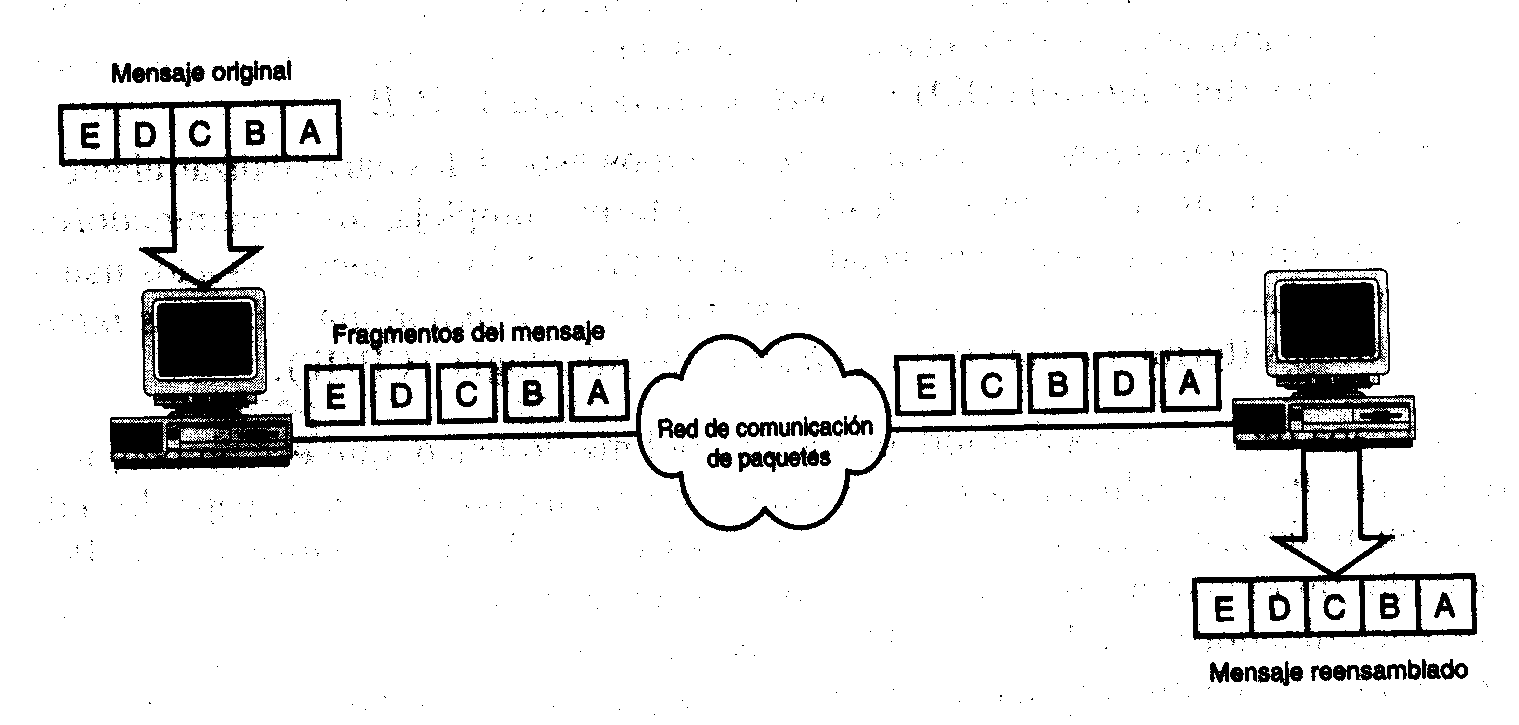 Mensaje original
E D C B A
Fragmentos del mensaje
E D C B A
Red de comunicación
de paquetes
E C B D A
E D C B A
Mensaje reensamblado